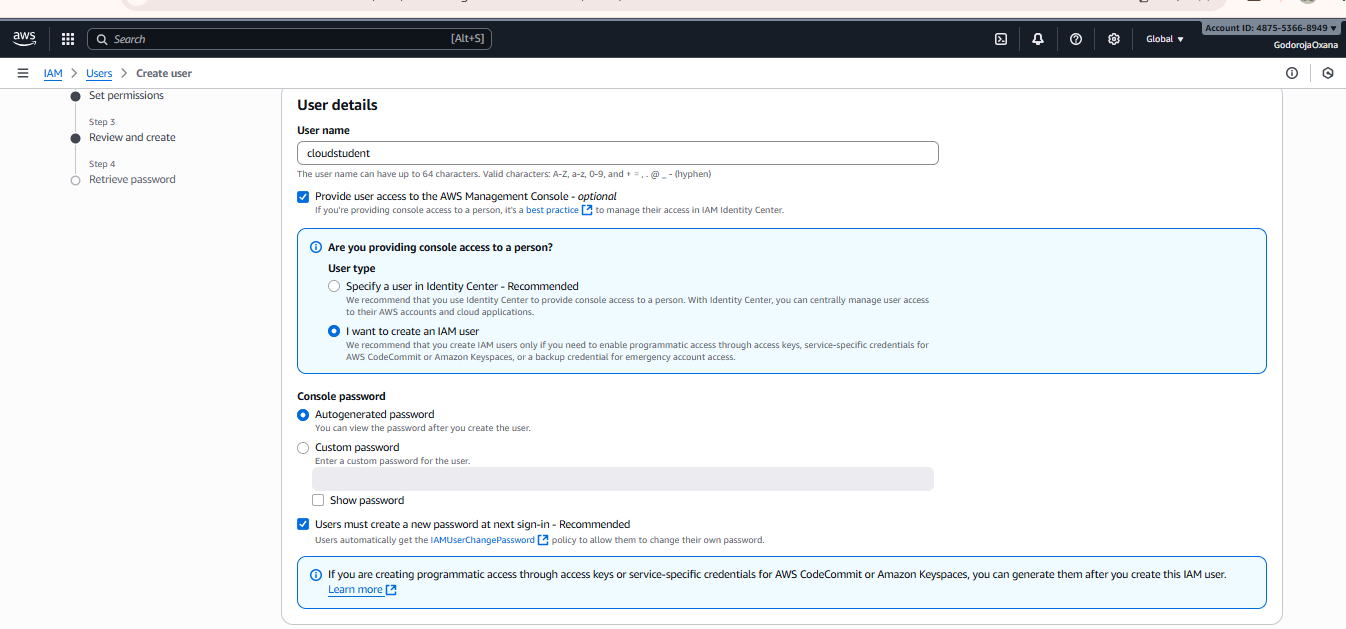 aws
Search
[Alt+S]
Global ▼
Account ID: 4875-5366-8949 ▼
GodorojaOxana
IAM > Users > Create user
Set permissions
Step 3
Review and create
Step 4
Retrieve password
User details
User name
cloudstudent
The user name can have up to 64 characters. Valid characters: A-Z, a-z, 0-9, and + = , . @ _ - (hyphen)
Provide user access to the AWS Management Console - optional
If you're providing console access to a person, it's a best practice to manage their access in IAM Identity Center.
Are you providing console access to a person?
User type
Specify a user in Identity Center - Recommended
We recommend that you use Identity Center to provide console access to a person. With Identity Center, you can centrally manage user access
to their AWS accounts and cloud applications.
I want to create an IAM user
We recommend that you create IAM users only if you need to enable programmatic access through access keys, service-specific credentials for
AWS CodeCommit or Amazon Keyspaces, or a backup credential for emergency account access.
Console password
Autogenerated password
You can view the password after you create the user.
Custom password
Enter a custom password for the user.
Show password
Users must create a new password at next sign-in - Recommended
Users automatically get the IAMUserChangePassword policy to allow them to change their own password.
If you are creating programmatic access through access keys or service-specific credentials for AWS CodeCommit or Amazon Keyspaces, you can generate them after you create this IAM user.
Learn more